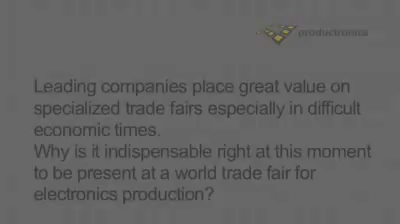 productronica
Leading companies place great value on
specialized trade fairs especially in difficult
economic times.
Why is it indispensable right at this moment
to be present at a world trade fair for
electronics production?